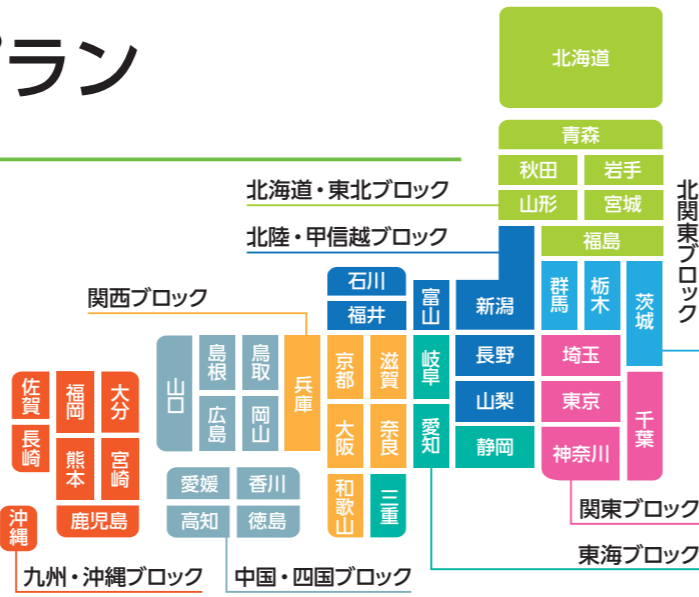 プラン
北海道
青森
秋田
岩手
山形
宮城
福島
北海道・東北ブロック
北陸・甲信越ブロック
北関東ブロック
関西ブロック
石川
福井
富山
新潟
群馬
栃木
茨城
長野
山梨
静岡
埼玉
東京
神奈川
千葉
岐阜
愛知
三重
京都
滋賀
大阪
奈良
和歌山
兵庫
鳥取
島根
岡山
広島
山口
愛媛
香川
高知
徳島
佐賀
福岡
大分
長崎
熊本
宮崎
鹿児島
沖縄
関東ブロック
東海ブロック
中国・四国ブロック
九州・沖縄ブロック